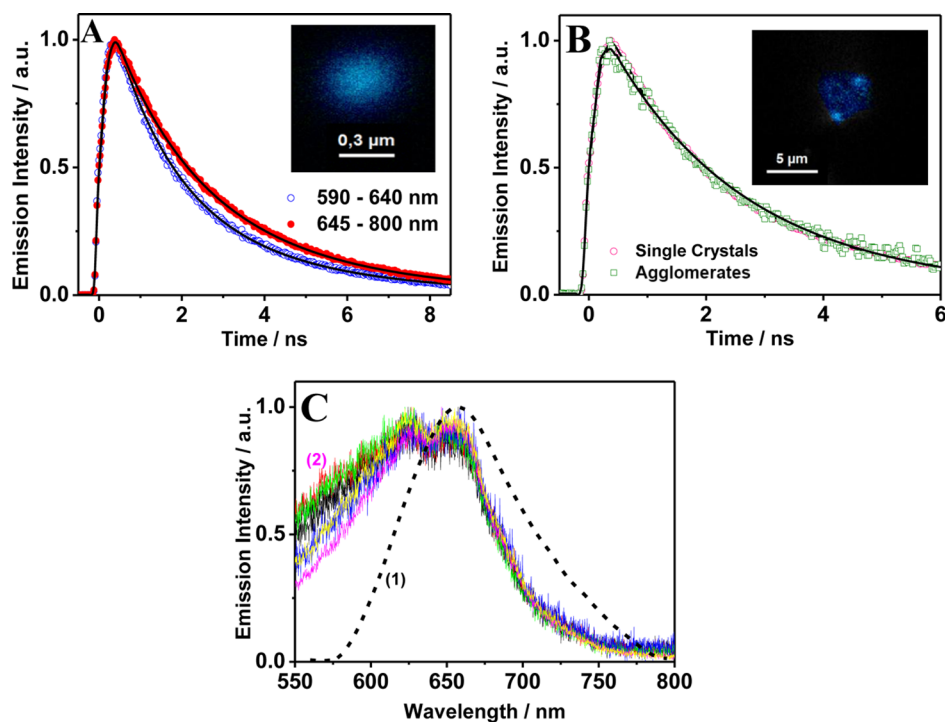 A
Emission Intensity / a.u.
1.0
0.5
0.0
0,3 µm
590 - 640 nm
645 - 800 nm
0 2 4 6 8
Time / ns
B
Emission Intensity / a.u.
1.0
0.5
0.0
5 µm
Single Crystals
Agglomerates
0 2 4 6
Time / ns
C
Emission Intensity / a.u.
1.0
0.5
0.0
(2)
(1)
550 600 650 700 750 800
Wavelength / nm